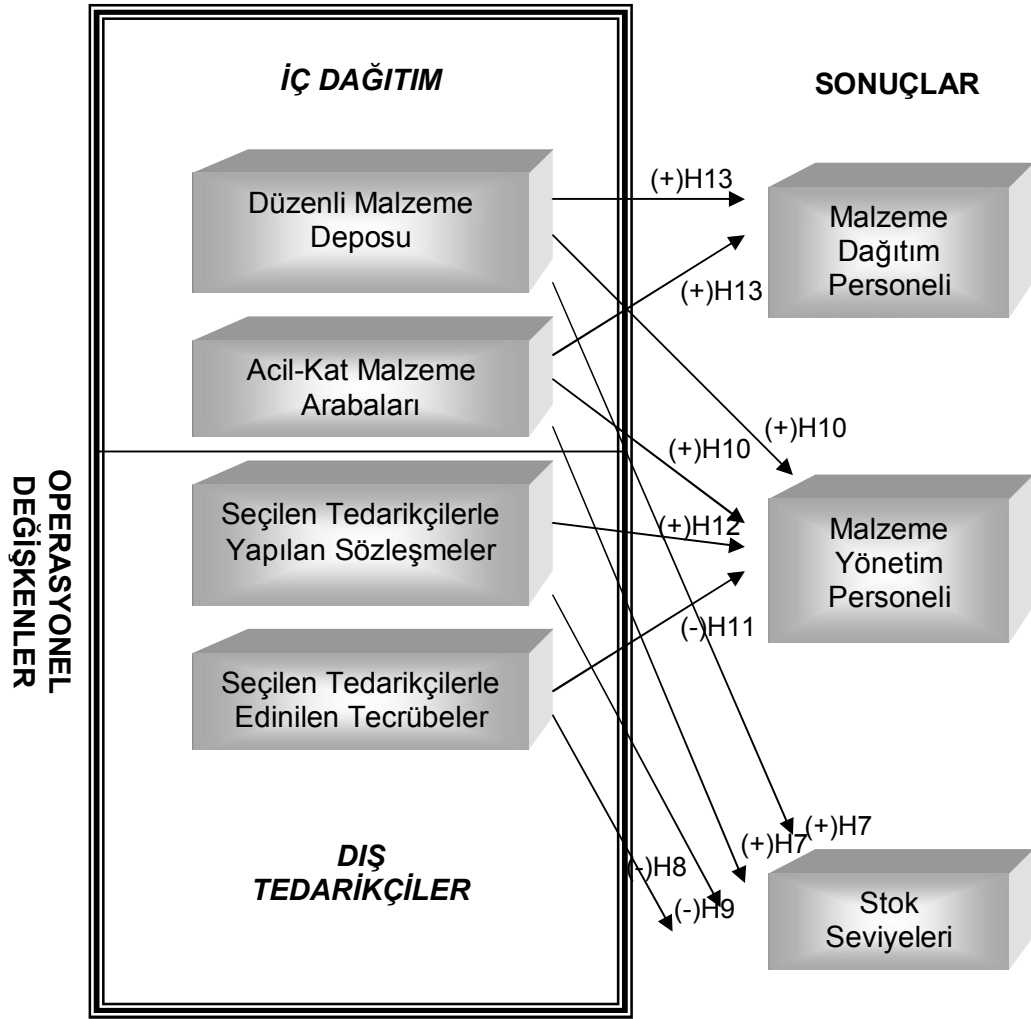 İÇ DAĞITIM
SONUÇLAR
Düzenli Malzeme
Deposu
(+)H13
Malzeme
Dağıtım
Personeli
(+)H13
Acil-Kat Malzeme
Arabaları
(+)H10
(+)H10
OPERASYONEL
DEĞİŞKENLER
Seçilen Tedarikçilerle
Yapılan Sözleşmeler
(+)H12
Malzeme
Yönetim
Personeli
(-)H11
Seçilen Tedarikçilerle
Edinilen Tecrübeler
DIŞ
TEDARİKÇİLER
(-)H8
(-)H9
(+)H7
(+)H7
Stok
Seviyeleri